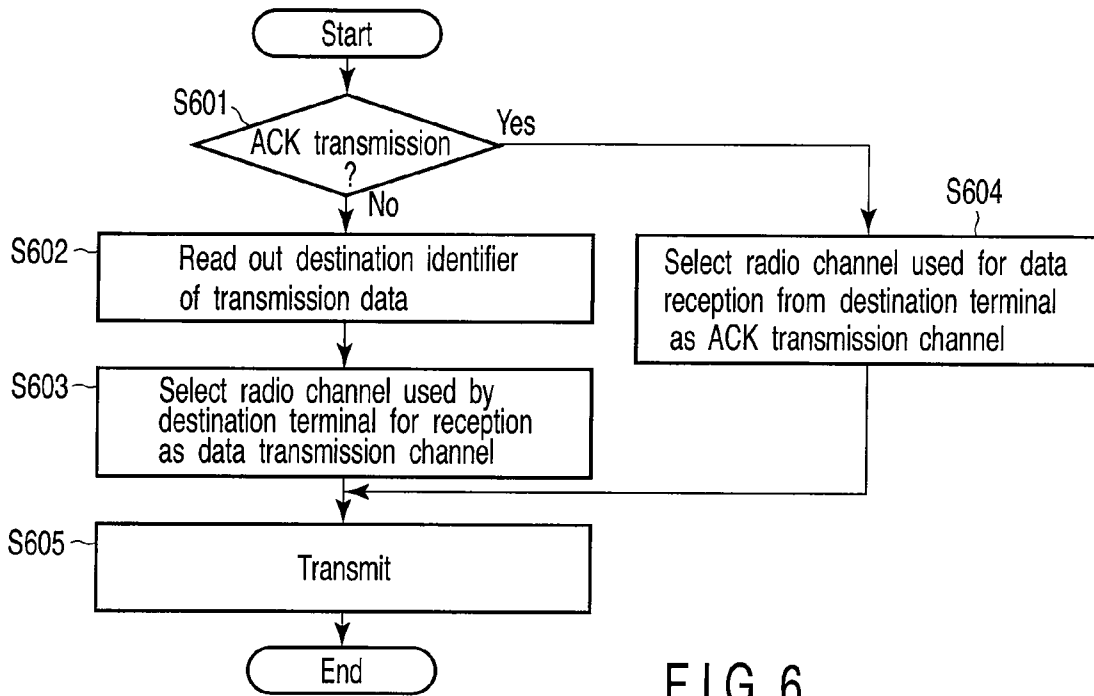 Start
S601
ACK transmission
?
Yes
No
S602
Read out destination identifier
of transmission data
S604
Select radio channel used for data
reception from destination terminal
as ACK transmission channel
S603
Select radio channel used by
destination terminal for reception
as data transmission channel
S605
Transmit
End
FIG. 6